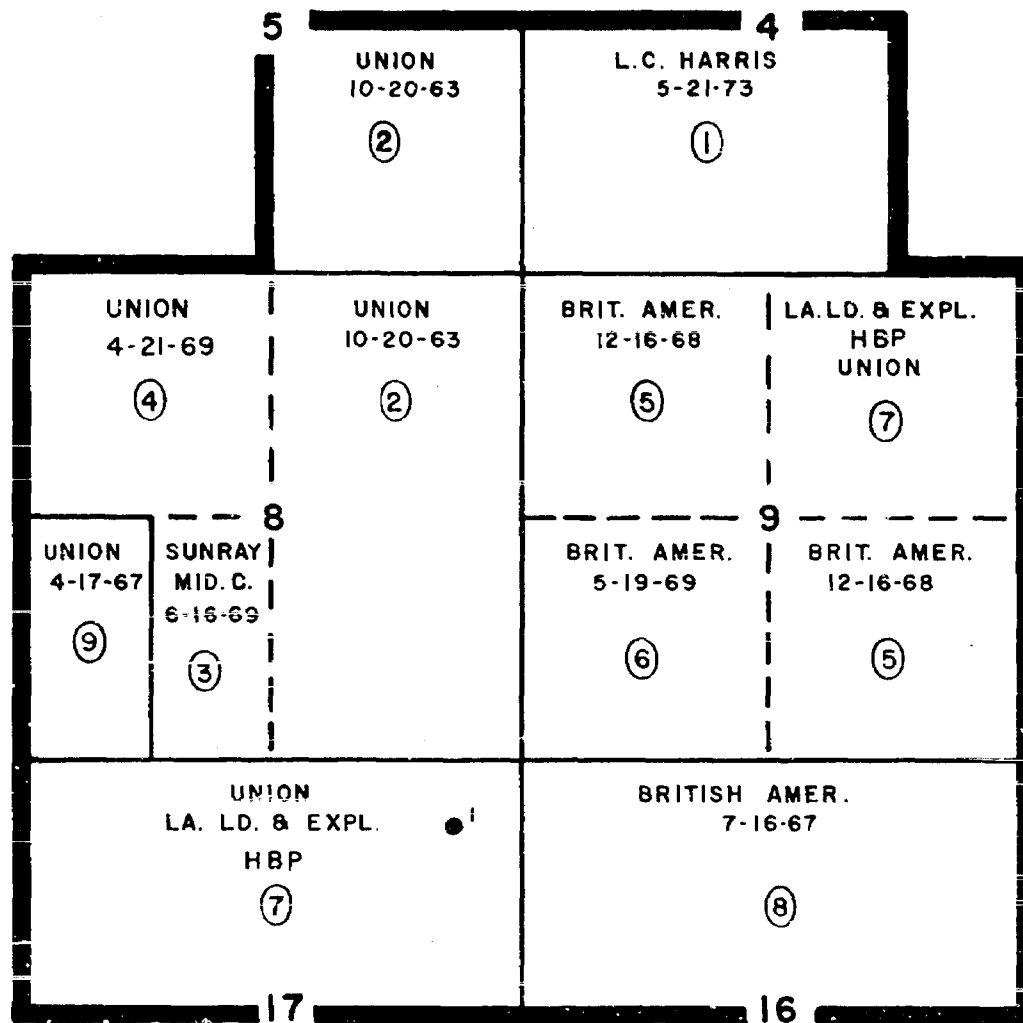 5
4
UNION
10-20-63
2
L.C. HARRIS
5-21-73
1
UNION
4-21-69
4
UNION
10-20-63
2
BRIT. AMER.
12-16-68
5
LA.LD. & EXPL.
HBP
UNION
7
8
9
UNION
4-17-67
9
SUNRAY
MID.C.
6-16-69
3
BRIT. AMER.
5-19-69
6
BRIT. AMER.
12-16-68
5
UNION
LA. LD. & EXPL.
HBP
7
1
BRITISH AMER.
7-16-67
8
17
16